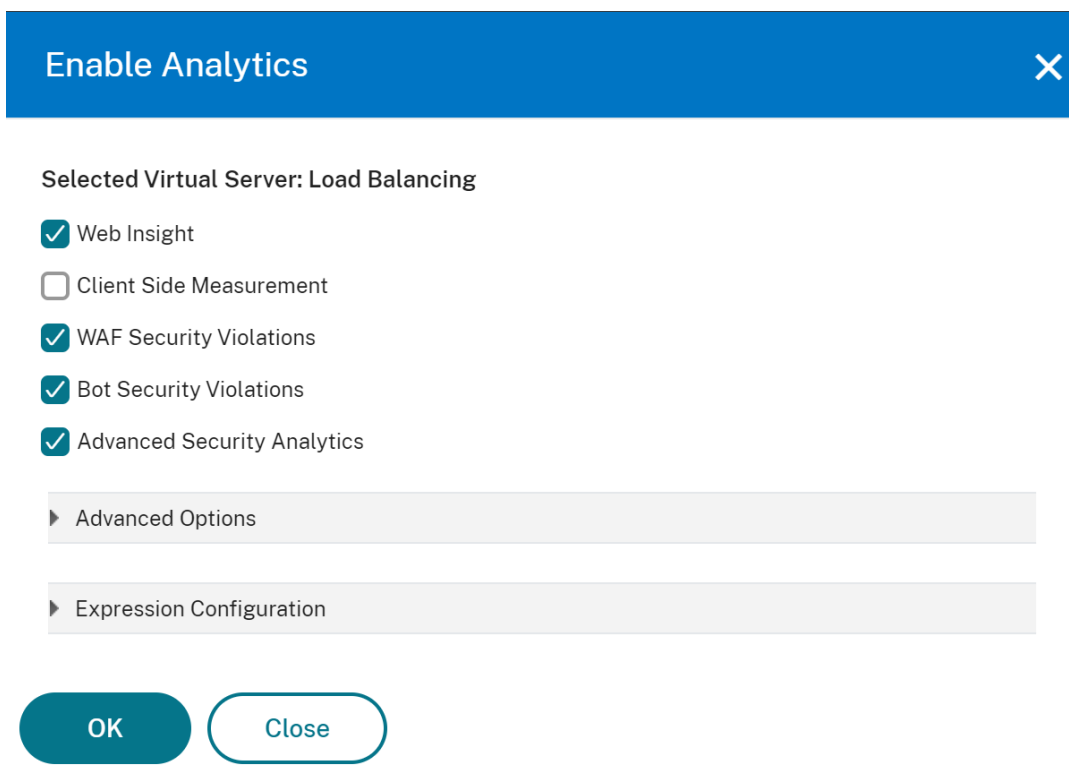 Enable Analytics
Selected Virtual Server: Load Balancing
Web Insight
Client Side Measurement
WAF Security Violations
Bot Security Violations
Advanced Security Analytics
Advanced Options
Expression Configuration
OK Close